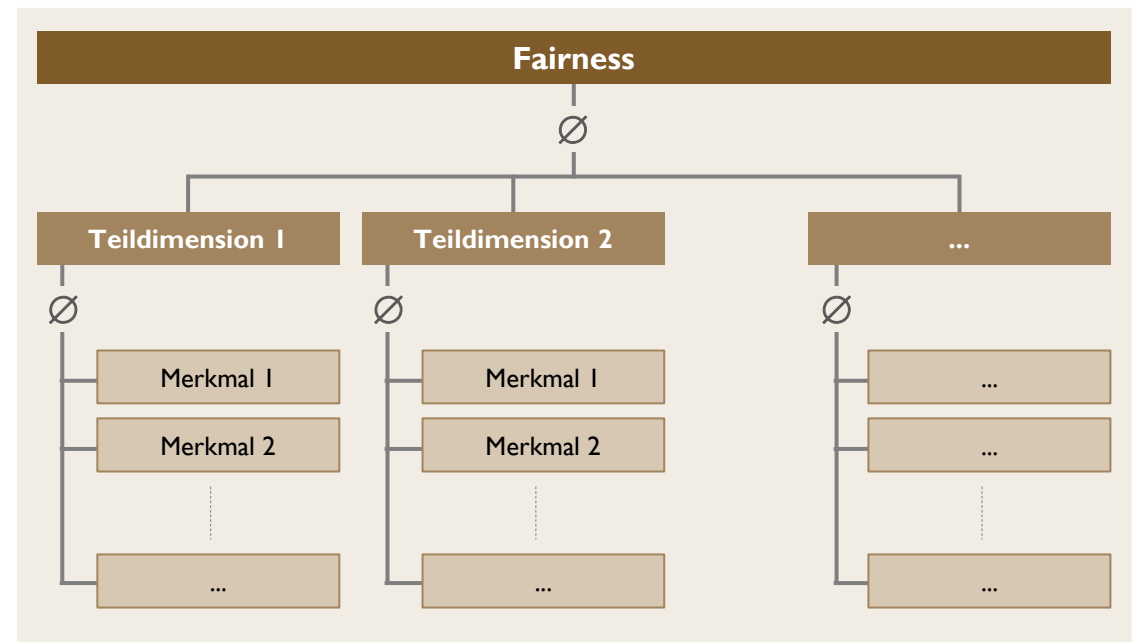 Fairness
∅
Teildimension 1
Teildimension 2
...
∅
∅
∅
Merkmal 1
Merkmal 1
...
Merkmal 2
Merkmal 2
...
...
...
...